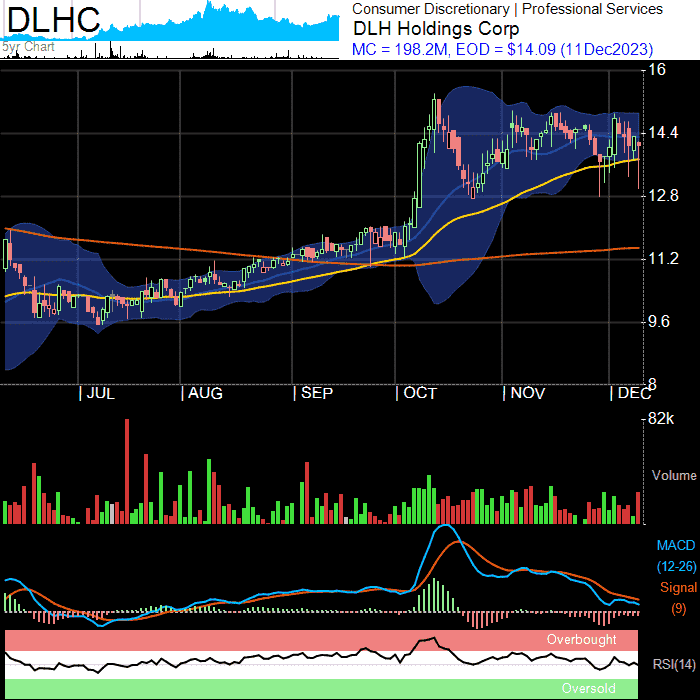 DLHC
5yr Chart
Consumer Discretionary | Professional Services
DLH Holdings Corp
MC = 198.2M, EOD = $14.09 (11Dec2023)
16
14.4
12.8
11.2
9.6
8
| JUL | AUG | SEP | OCT | NOV | DEC
82k
Volume
MACD
(12-26)
Signal
(9)
Overbought
RSI(14)
Oversold